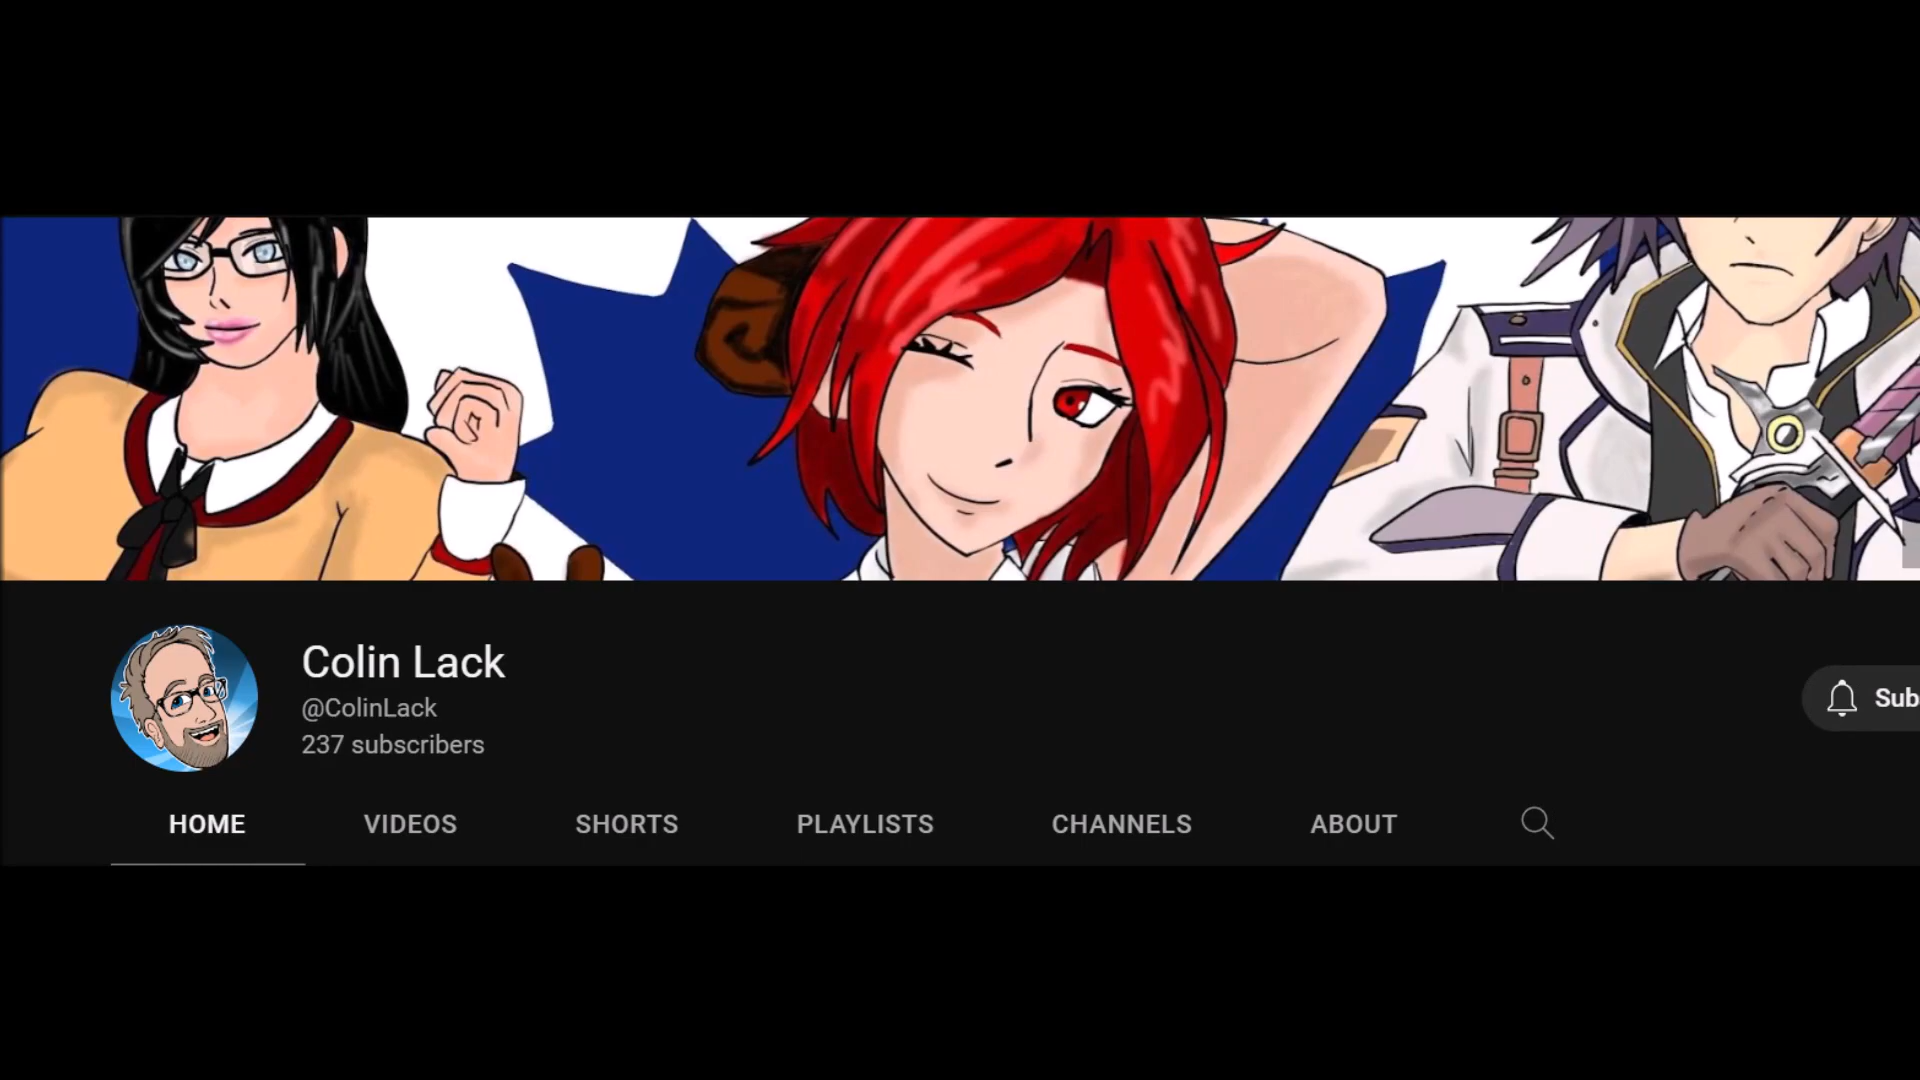 Colin Lack
@ColinLack
237 subscribers
Sub
HOME VIDEOS SHORTS PLAYLISTS CHANNELS ABOUT